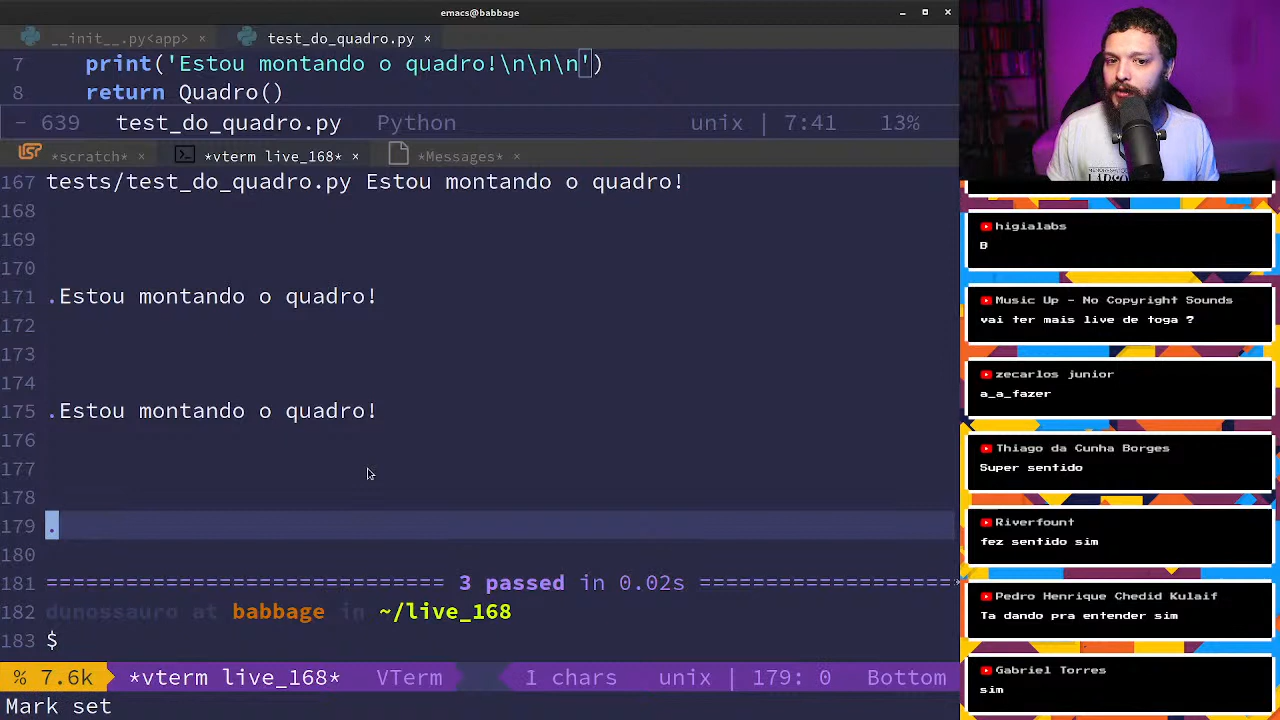 emacs@babbage
__init__.py<app> ×
test_do_quadro.py ×
7 print('Estou montando o quadro!\n\n\n')
8 return Quadro()
- 639 test_do_quadro.py Python unix | 7:41 13%
*scratch* × *vterm live_168* × *Messages* ×
167 tests/test_do_quadro.py Estou montando o quadro!
168
169
170
171 .Estou montando o quadro!
172
173
174
175 .Estou montando o quadro!
176
177
178
179 .
180
181 ============================== 3 passed in 0.02s ====================
182 dunossauro at babbage in ~/live_168
183 $
% 7.6k *vterm live_168* VTerm 1 chars unix | 179: 0 Bottom
Mark set
higialabs
B
Music Up - No Copyright Sounds
vai ter mais live de toga ?
zecarlos junior
a_a_fazer
Thiago da Cunha Borges
Super sentido
Riverfount
fez sentido sim
Pedro Henrique Chedid Kulaif
Ta dando pra entender sim
Gabriel Torres
sim